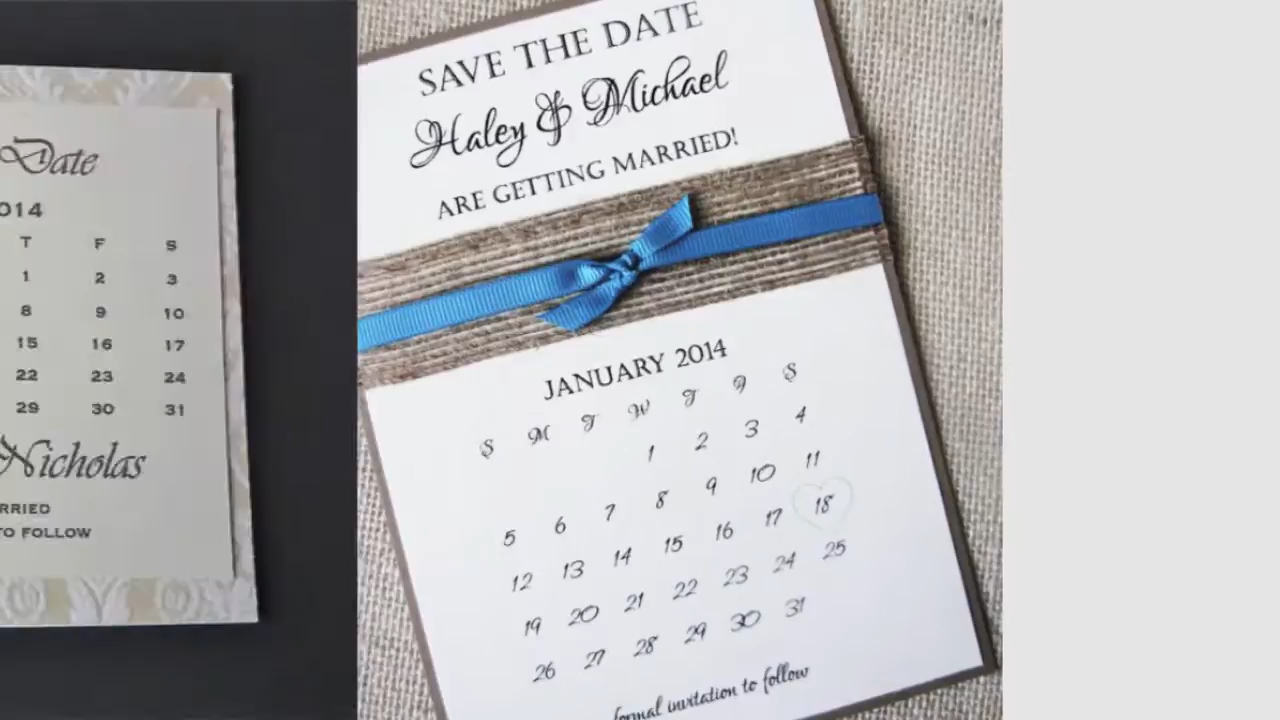 Date
014
T F S
1 2 3
8 9 10
15 16 17
22 23 24
29 30 31
Nicholas
RRIED
TO FOLLOW
SAVE THE DATE
Haley & Michael
ARE GETTING MARRIED!
JANUARY 2014
S M T W T F S
1 2 3 4
5 6 7 8 9 10 11
12 13 14 15 16 17 18
19 20 21 22 23 24 25
26 27 28 29 30 31
formal invitation to follow